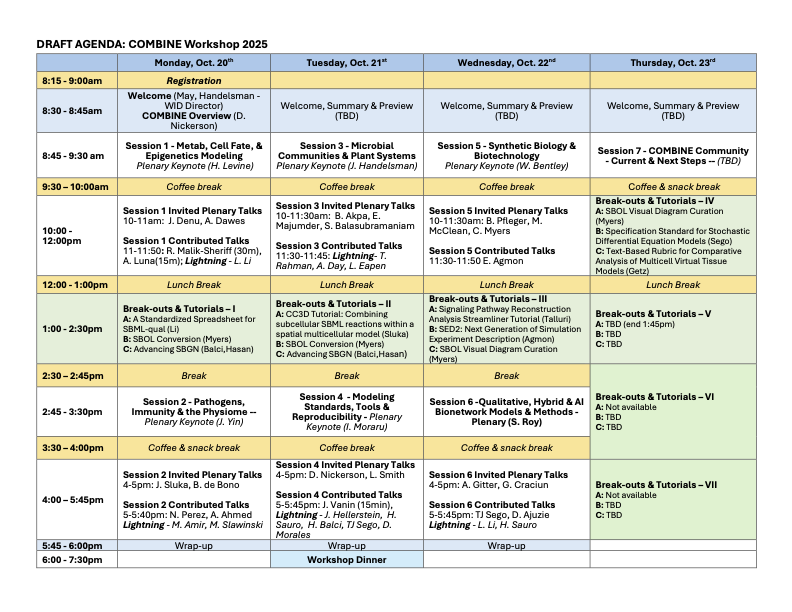 DRAFT AGENDA: COMBINE Workshop 2025
Monday, Oct. 20th
Tuesday, Oct. 21st
Wednesday, Oct. 22nd
Thursday, Oct. 23rd
8:15 - 9:00am
Registration
8:30 - 8:45am
Welcome (May, Handelsman -
WID Director)
COMBINE Overview (D.
Nickerson)
Welcome, Summary & Preview
(TBD)
Welcome, Summary & Preview
(TBD)
Welcome, Summary & Preview
(TBD)
8:45 - 9:30 am
Session 1 - Metab, Cell Fate, &
Epigenetics Modeling
Plenary Keynote (H. Levine)
Session 3 - Microbial
Communities & Plant Systems
Plenary Keynote (J. Handelsman)
Session 5 - Synthetic Biology &
Biotechnology
Plenary Keynote (W. Bentley)
Session 7 - COMBINE Community
- Current & Next Steps -- (TBD)
9:30 – 10:00am
Coffee break
Coffee break
Coffee break
Coffee & snack break
10:00 -
12:00pm
Session 1 Invited Plenary Talks
10-11am: J. Denu, A. Dawes
Session 1 Contributed Talks
11-11:50: R. Malik-Sheriff (30m),
A. Luna(15m); Lightning - L. Li
Session 3 Invited Plenary Talks
10-11:30am: B. Akpa, E.
Majumder, S. Balasubramaniam
Session 3 Contributed Talks
11:30-11:45: Lightning- T.
Rahman, A. Day, L. Eapen
Session 5 Invited Plenary Talks
10-11:30am: B. Pfleger, M.
McClean, C. Myers
Session 5 Contributed Talks
11:30-11:50 E. Agmon
Break-outs & Tutorials – IV
A: SBOL Visual Diagram Curation
(Myers)
B: Specification Standard for Stochastic
Differential Equation Models (Sego)
C: Text-Based Rubric for Comparative
Analysis of Multicell Virtual Tissue
Models (Getz)
12:00 - 1:00pm
Lunch Break
Lunch Break
Lunch Break
Lunch Break
1:00 - 2:30pm
Break-outs & Tutorials – I
A: A Standardized Spreadsheet for
SBML-qual (Li)
B: SBOL Conversion (Myers)
C: Advancing SBGN (Balci,Hasan)
Break-outs & Tutorials – II
A: CC3D Tutorial: Combining
subcellular SBML reactions within a
spatial multicellular model (Sluka)
B: SBOL Conversion (Myers)
C: Advancing SBGN (Balci,Hasan)
Break-outs & Tutorials – III
A: Signaling Pathway Reconstruction
Analysis Streamliner Tutorial (Talluri)
B: SED2: Next Generation of Simulation
Experiment Description (Agmon)
C: SBOL Visual Diagram Curation
(Myers)
Break-outs & Tutorials – V
A: TBD (end 1:45pm)
B: TBD
C: TBD
2:30 – 2:45pm
Break
Break
Break
Break-outs & Tutorials – VI
A: Not available
B: TBD
C: TBD
2:45 - 3:30pm
Session 2 - Pathogens,
Immunity & the Physiome --
Plenary Keynote (J. Yin)
Session 4 - Modeling
Standards, Tools &
Reproducibility - Plenary
Keynote (I. Moraru)
Session 6 -Qualitative, Hybrid & AI
Bionetwork Models & Methods -
Plenary (S. Roy)
3:30 – 4:00pm
Coffee & snack break
Coffee break
Coffee & snack break
4:00 – 5:45pm
Session 2 Invited Plenary Talks
4-5pm: J. Sluka, B. de Bono
Session 2 Contributed Talks
5-5:40pm: N. Perez, A. Ahmed
Lightning - M. Amir, M. Slawinski
Session 4 Invited Plenary Talks
4-5pm: D. Nickerson, L. Smith
Session 4 Contributed Talks
5-5:45pm: J. Vanin (15min),
Lightning - J. Hellerstein, H.
Sauro, H. Balci, TJ Sego, D.
Morales
Session 6 Invited Plenary Talks
4-5pm: A. Gitter, G. Craciun
Session 6 Contributed Talks
5-5:45pm: TJ Sego, D. Ajuzie
Lightning - L. Li, H. Sauro
Break-outs & Tutorials – VII
A: Not available
B: TBD
C: TBD
5:45 - 6:00pm
Wrap-up
Wrap-up
Wrap-up
6:00 - 7:30pm
Workshop Dinner